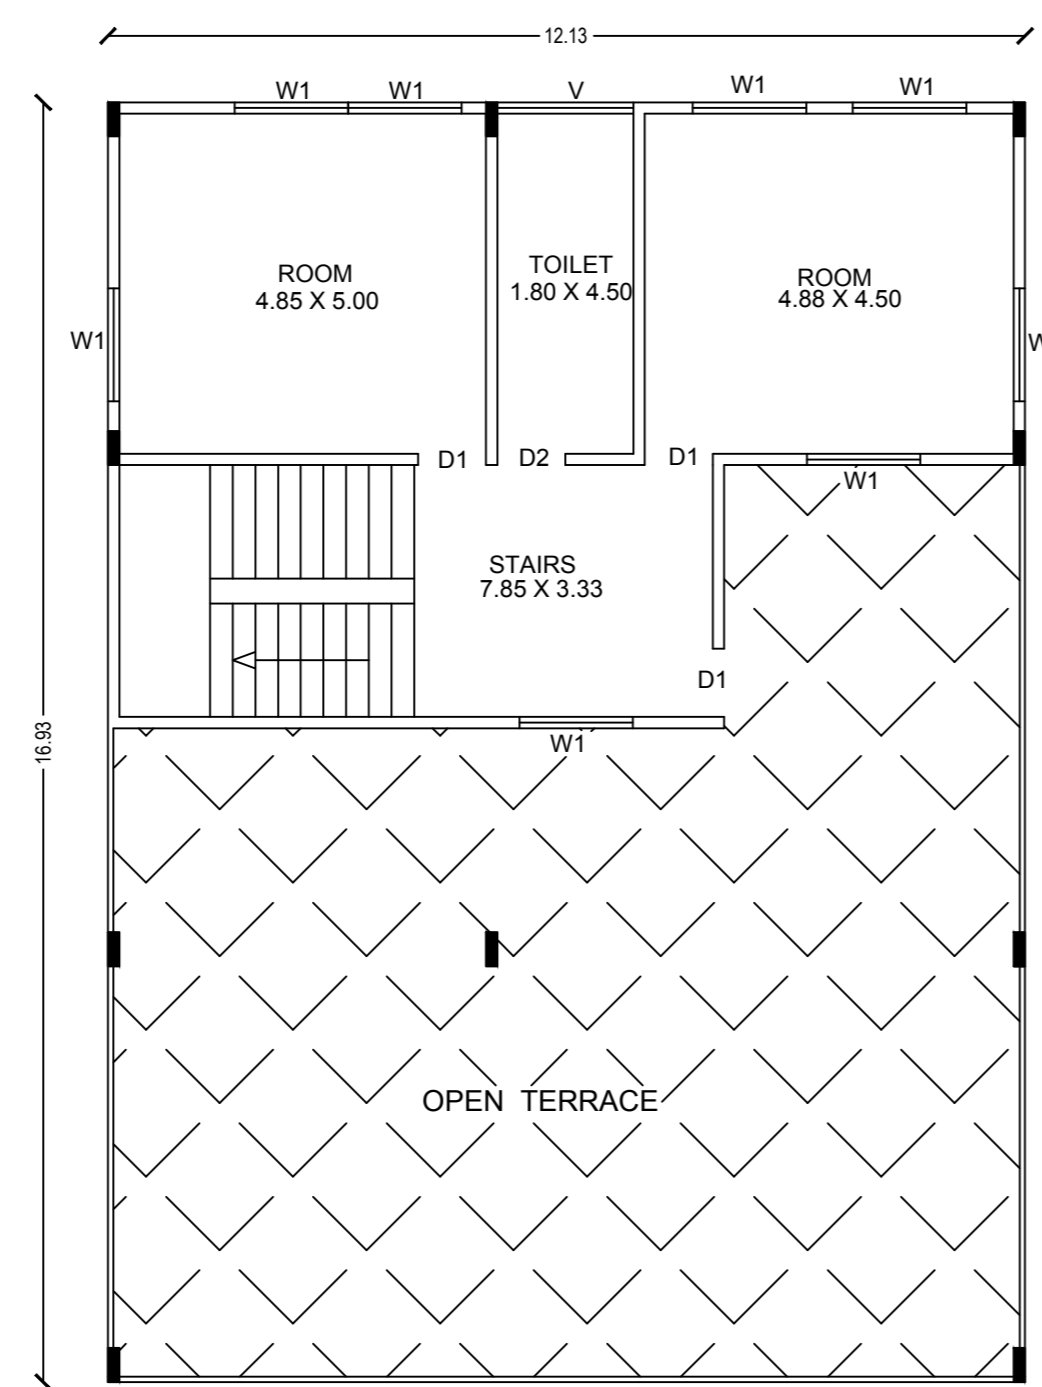 12.13
W1 W1 V W1 W1
ROOM
4.85 X 5.00
TOILET
1.80 X 4.50
ROOM
4.88 X 4.50
W1
D1 D2 D1
W1
STAIRS
7.85 X 3.33
D1
W1
16.93
OPEN TERRACE